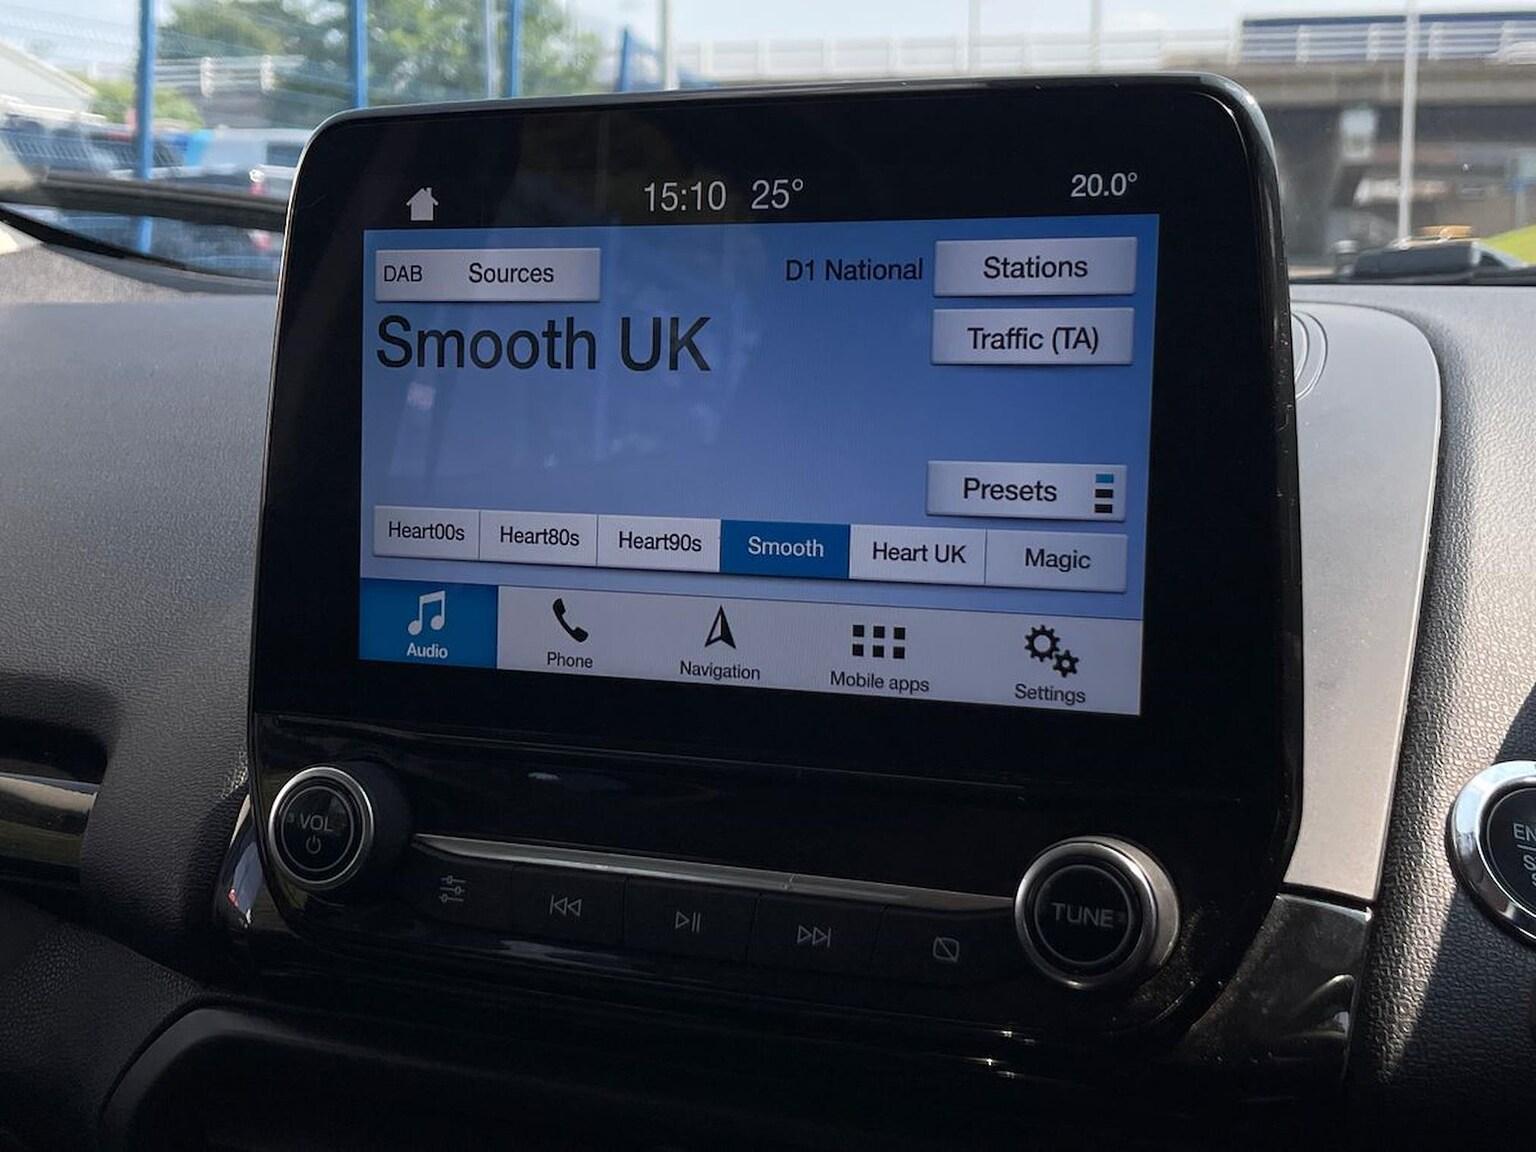 15:10 25° 20.0°
DAB Sources D1 National Stations
Smooth UK Traffic (TA)
Presets
Heart00s Heart80s Heart90s Smooth Heart UK Magic
Audio Phone Navigation Mobile apps Settings
VOL
TUNE